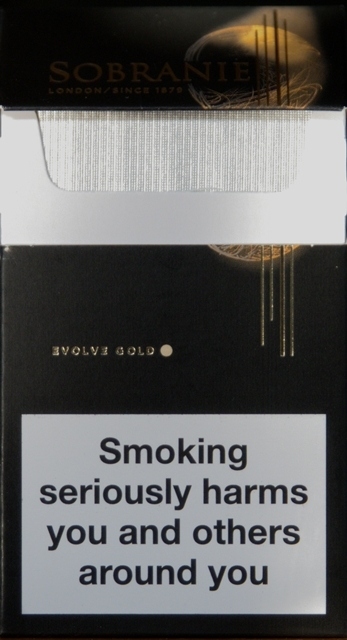 SOBRANIE
LONDON/SINCE 1879
EVOLVE GOLD
Smoking
seriously harms
you and others
around you